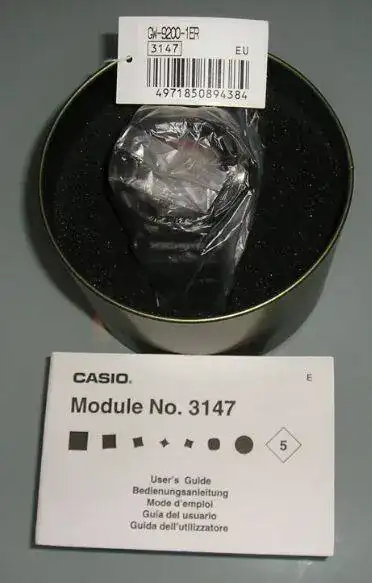 GW-9200-1ER
3147 EU
4971850894384
CASIO. E
Module No. 3147
5
User's Guide
Bedienungsanleitung
Mode d'emploi
Guía del usuario
Guida dell'utilizzatore